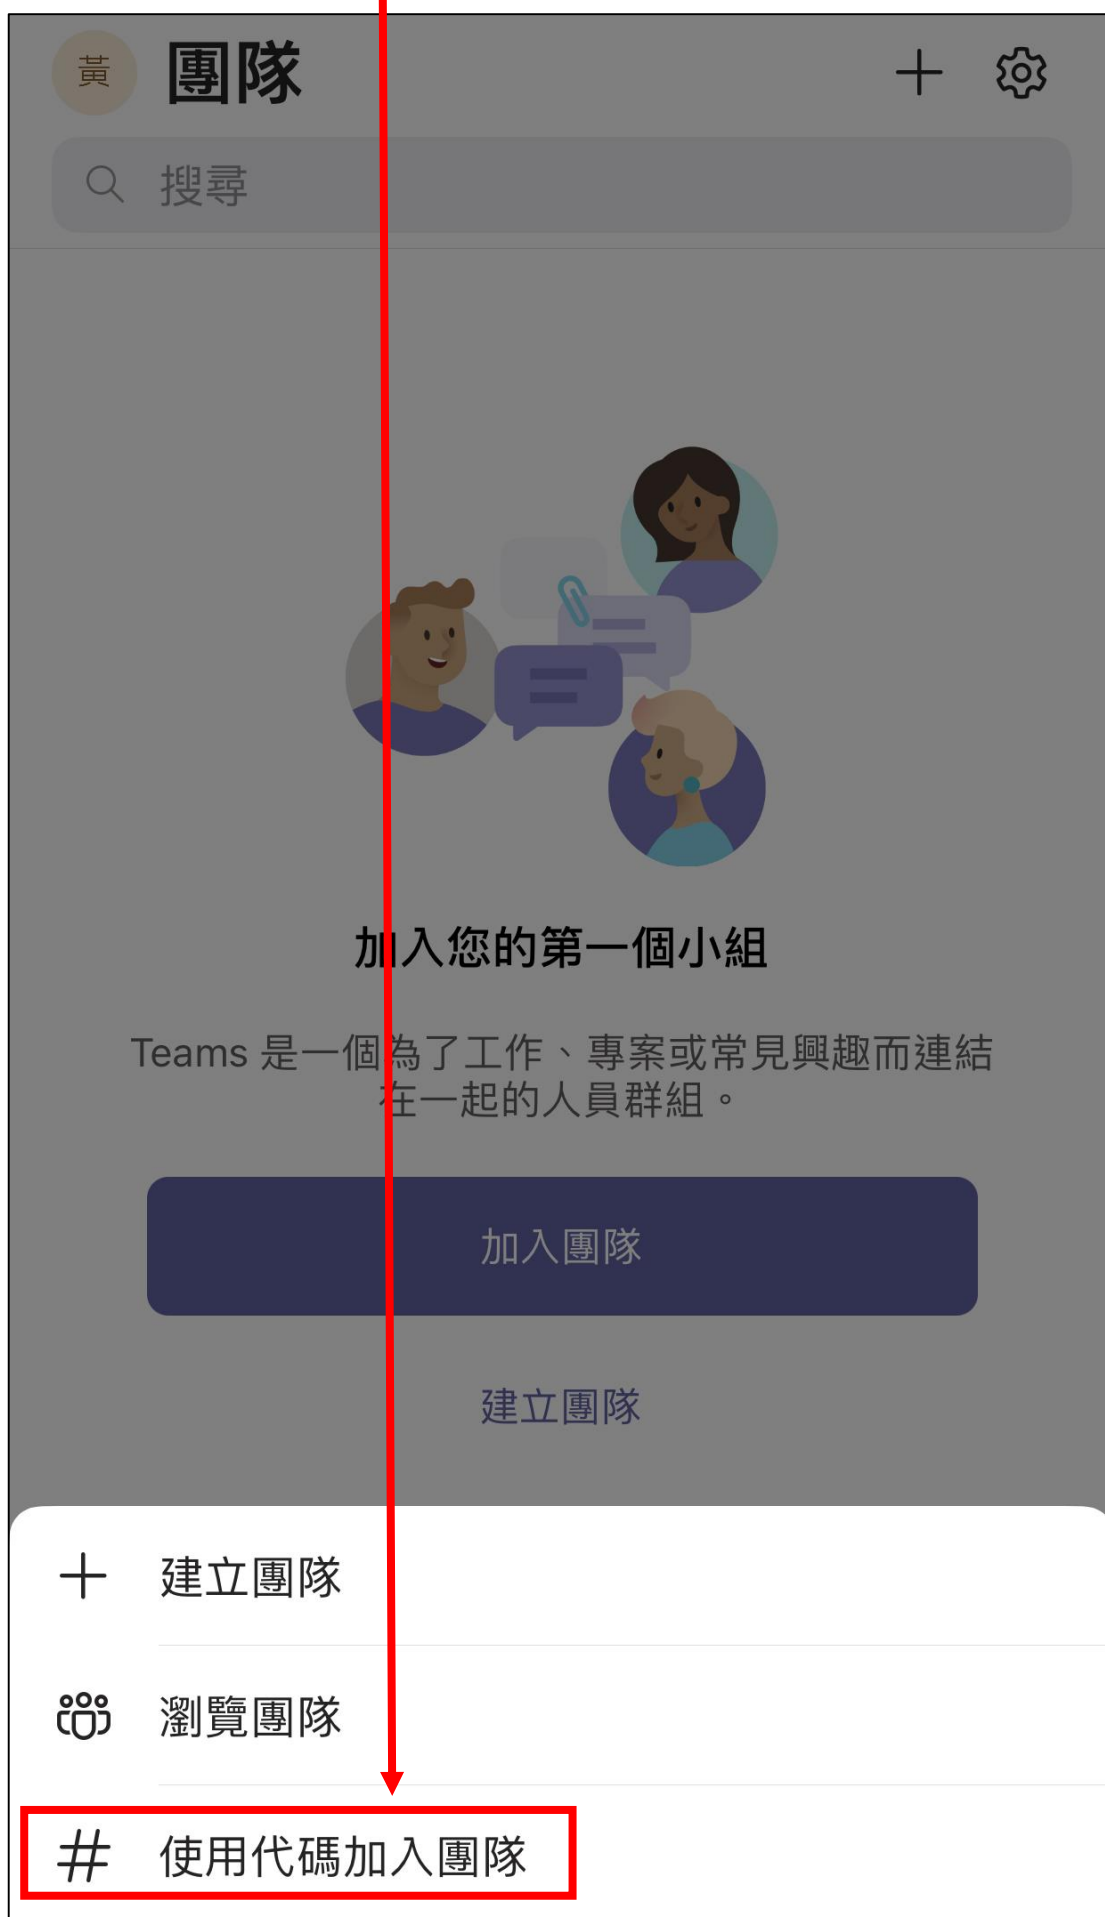 黃 團隊
搜尋
加入您的第一個小組
Teams 是一個為了工作、專案或常見興趣而連結
在一起的人員群組。
加入團隊
建立團隊
建立團隊
瀏覽團隊
使用代碼加入團隊